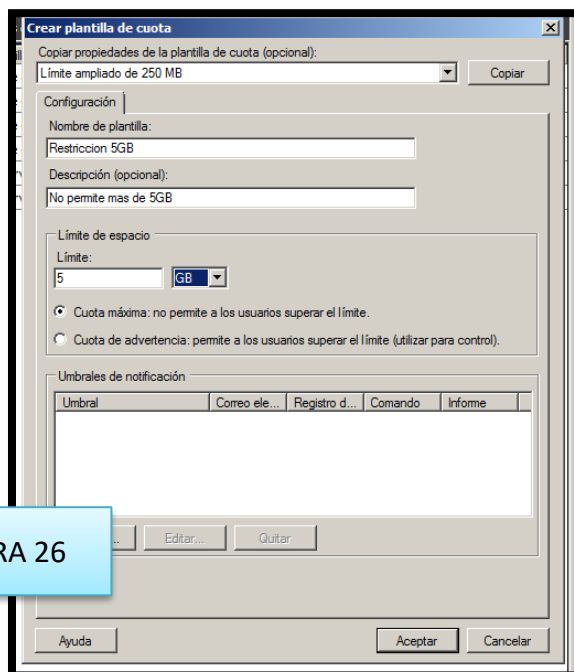 Crear plantilla de cuota
Copiar propiedades de la plantilla de cuota (opcional):
Límite ampliado de 250 MB
Copiar
Configuración
Nombre de plantilla:
Restriccion 5GB
Descripción (opcional):
No permite mas de 5GB
Límite de espacio
Límite:
5 GB
Cuota máxima: no permite a los usuarios superar el límite.
Cuota de advertencia: permite a los usuarios superar el límite (utilizar para control).
Umbrales de notificación
Umbral Correo ele... Registro d... Comando Informe
Editar... Quitar
RA 26
Ayuda Aceptar Cancelar